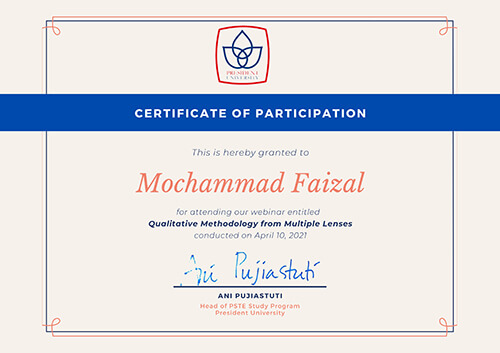 PRESIDENT
UNIVERSITY
CERTIFICATE OF PARTICIPATION
This is hereby granted to
Mochammad Faizal
for attending our webinar entitled
Qualitative Methodology from Multiple Lenses
conducted on April 10, 2021
Ani Pujiastuti
ANI PUJIASTUTI
Head of PSTE Study Program
President University